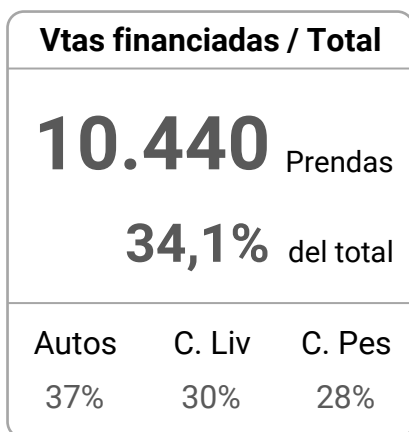 Vtas financiadas / Total
10.440 Prendas
34,1% del total
Autos C. Liv C. Pes
37% 30% 28%